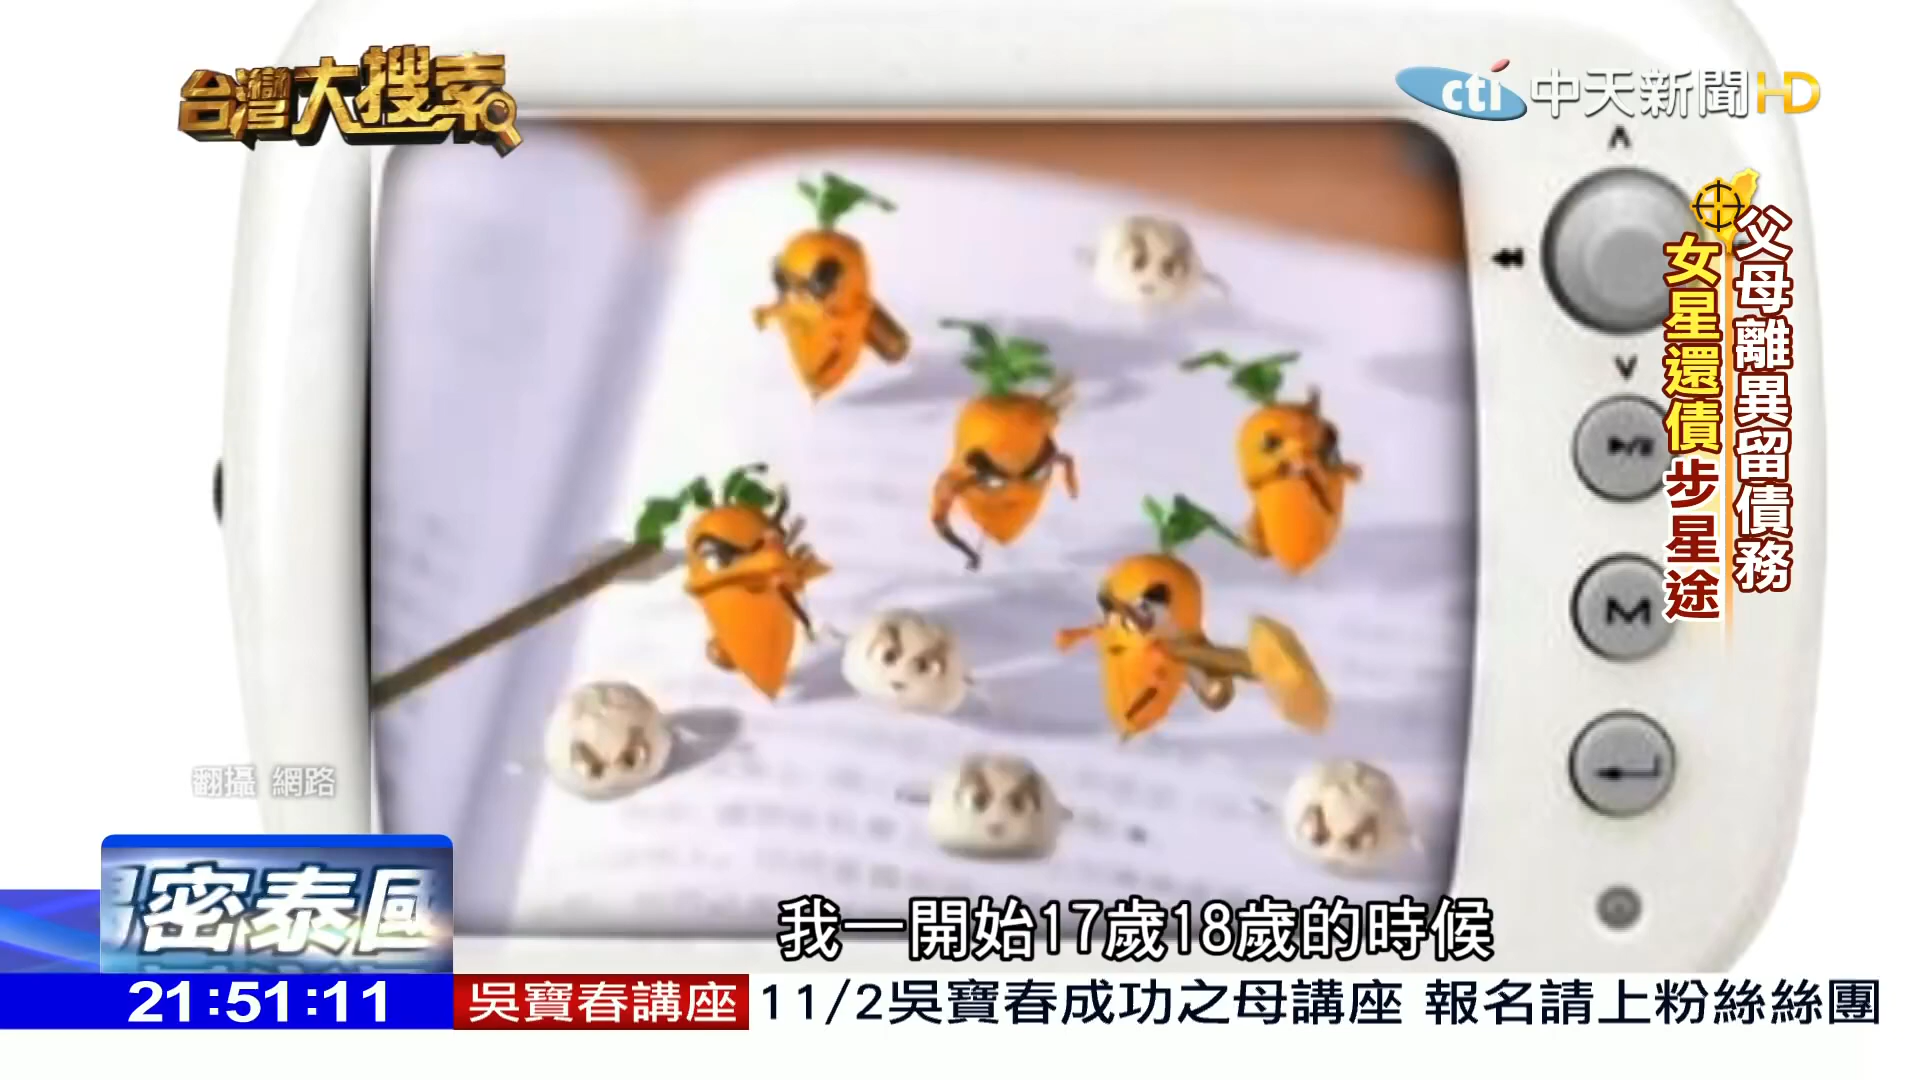 台灣大搜索
cti 中天新聞HD
父母離異留債務
女星還債步星途
M
翻攝 網路
密泰國
我一開始17歲18歲的時候
21:51:11
吳寶春講座
11/2吳寶春成功之母講座 報名請上粉絲絲團